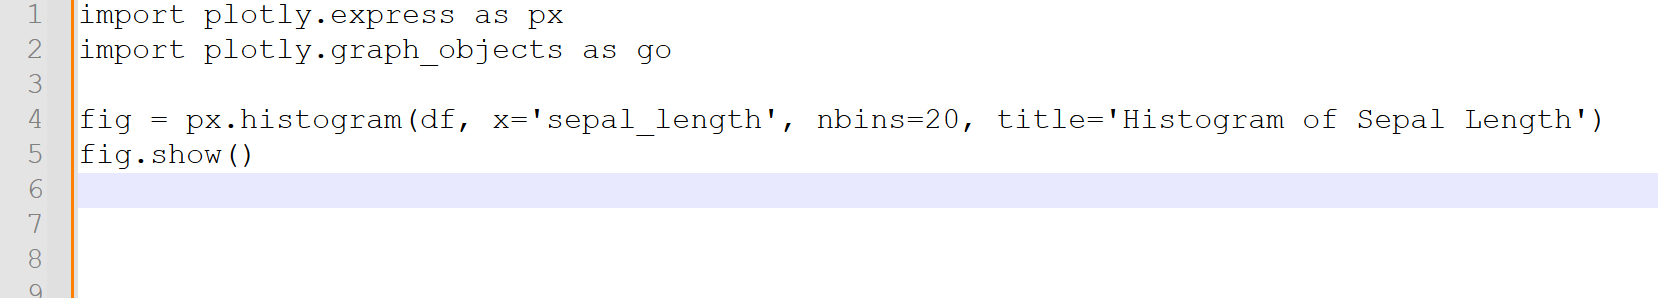 1 import plotly.express as px
2 import plotly.graph_objects as go
3
4 fig = px.histogram(df, x='sepal_length', nbins=20, title='Histogram of Sepal Length')
5 fig.show()
6
7
8
9